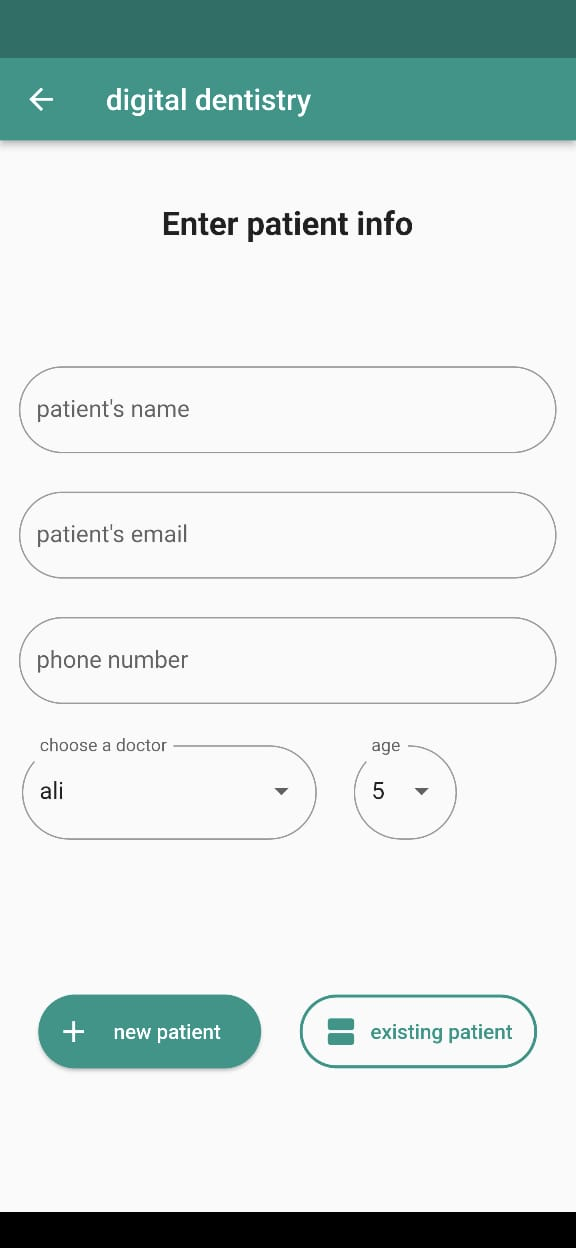 digital dentistry
Enter patient info
patient's name
patient's email
phone number
choose a doctor age
ali 5
new patient existing patient